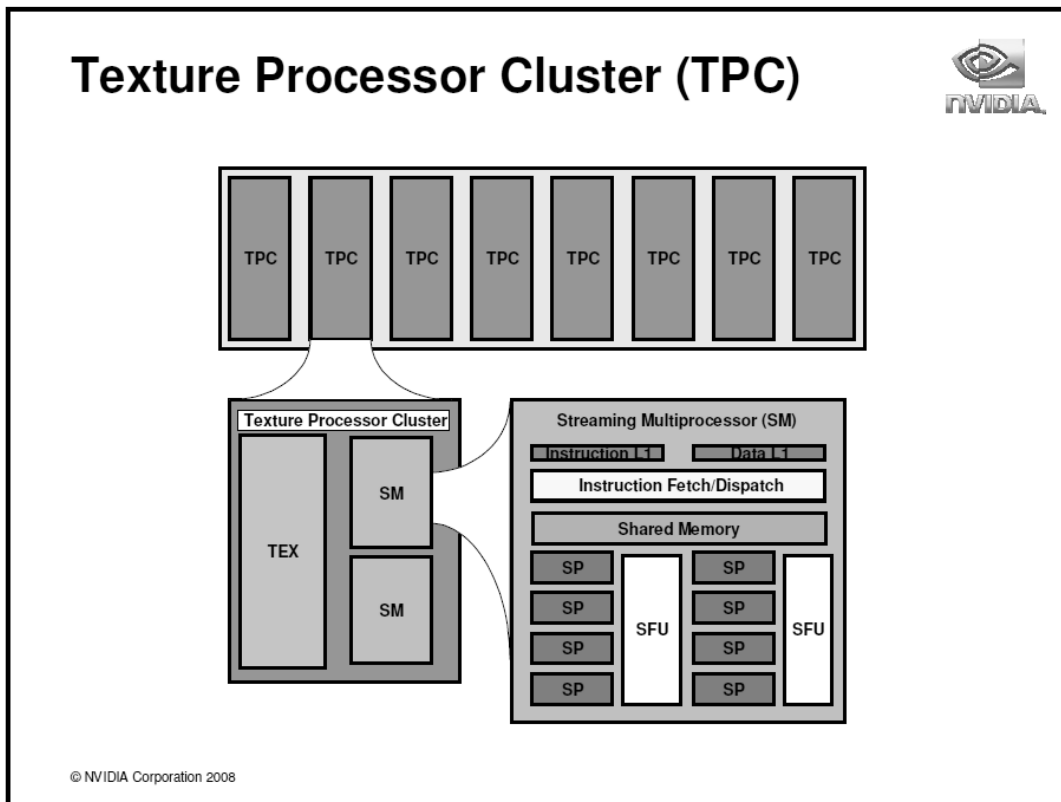 Texture Processor Cluster (TPC)
NVIDIA.
TPC TPC TPC TPC TPC TPC TPC TPC
Texture Processor Cluster
TEX
SM
SM
Streaming Multiprocessor (SM)
Instruction L1 Data L1
Instruction Fetch/Dispatch
Shared Memory
SP SP
SP SP
SFU SFU
SP SP
SP SP
© NVIDIA Corporation 2008